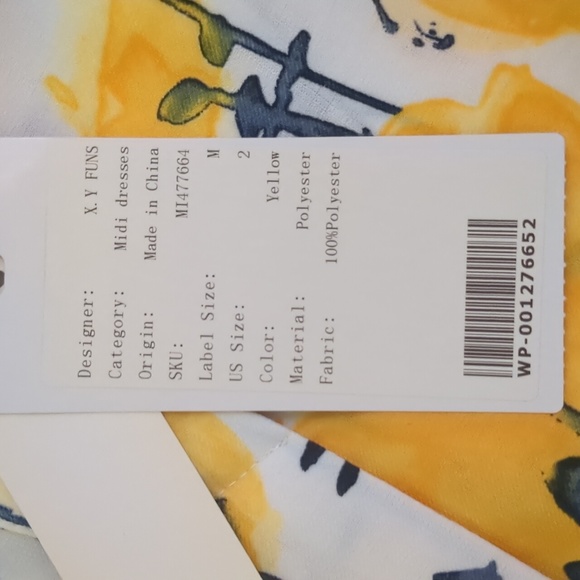 Designer: X.Y FUNS
Category: Midi dresses
Origin: Made in China
SKU: MI477664
Label Size: M
US Size: 2
Color: Yellow
Material: Polyester
Fabric: 100%Polyester
WP-001276652